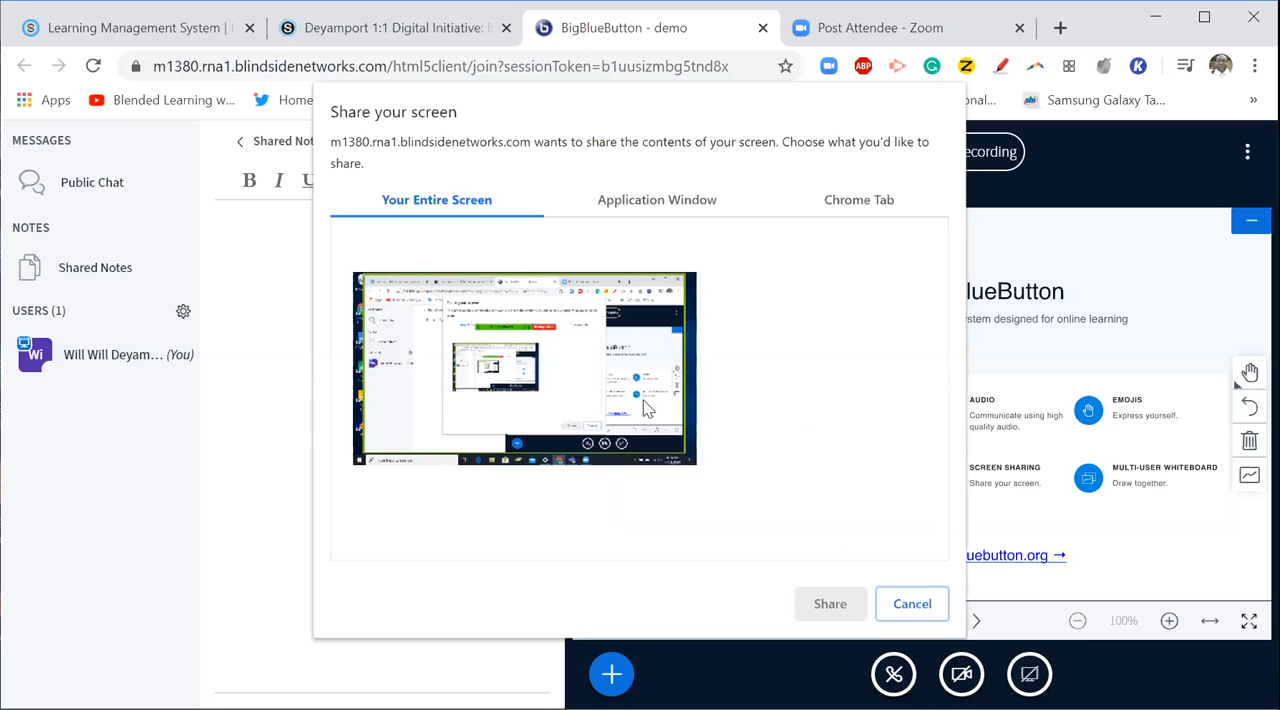 Learning Management System |
Deyamport 1:1 Digital Initiative: E
BigBlueButton - demo
Post Attendee - Zoom
m1380.rna1.blindsidenetworks.com/html5client/join?sessionToken=b1uusizmbg5tnd8x
ABP
Apps
Blended Learning w...
Home
onal...
Samsung Galaxy Ta...
»
MESSAGES
Public Chat
NOTES
Shared Notes
USERS (1)
Wi
Will Will Deyam... (You)
Shared Not
B I U
Share your screen
m1380.rna1.blindsidenetworks.com wants to share the contents of your screen. Choose what you'd like to
share.
Your Entire Screen
Application Window
Chrome Tab
Share
Cancel
ecording
lueButton
stem designed for online learning
AUDIO
Communicate using high
quality audio.
EMOJIS
Express yourself.
SCREEN SHARING
Share your screen.
MULTI-USER WHITEBOARD
Draw together.
uebutton.org →
100%